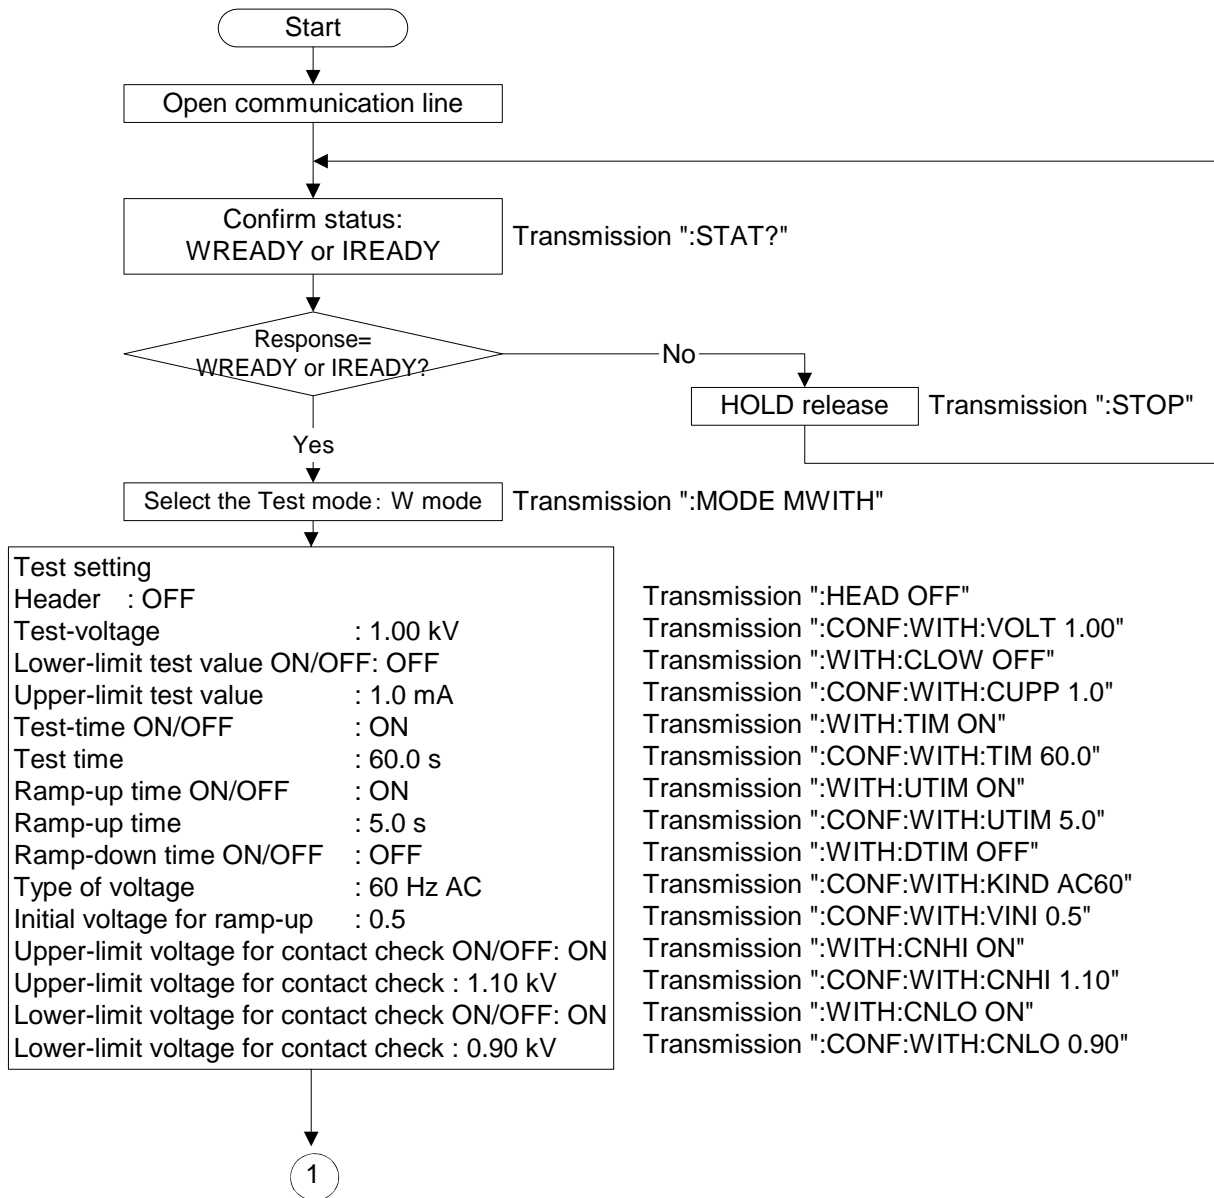 Start
Open communication line
Confirm status:
WREADY or IREADY
Transmission ":STAT?"
Response=
WREADY or IREADY?
No
HOLD release
Transmission ":STOP"
Yes
Select the Test mode: W mode
Transmission ":MODE MWITH"
Test setting
Header : OFF
Transmission ":HEAD OFF"
Test-voltage : 1.00 kV
Transmission ":CONF:WITH:VOLT 1.00"
Lower-limit test value ON/OFF: OFF
Transmission ":WITH:CLOW OFF"
Upper-limit test value : 1.0 mA
Transmission ":CONF:WITH:CUPP 1.0"
Test-time ON/OFF : ON
Transmission ":WITH:TIM ON"
Test time : 60.0 s
Transmission ":CONF:WITH:TIM 60.0"
Ramp-up time ON/OFF : ON
Transmission ":WITH:UTIM ON"
Ramp-up time : 5.0 s
Transmission ":CONF:WITH:UTIM 5.0"
Ramp-down time ON/OFF : OFF
Transmission ":WITH:DTIM OFF"
Type of voltage : 60 Hz AC
Transmission ":CONF:WITH:KIND AC60"
Initial voltage for ramp-up : 0.5
Transmission ":CONF:WITH:VINI 0.5"
Upper-limit voltage for contact check ON/OFF: ON
Transmission ":WITH:CNHI ON"
Upper-limit voltage for contact check : 1.10 kV
Transmission ":CONF:WITH:CNHI 1.10"
Lower-limit voltage for contact check ON/OFF: ON
Transmission ":WITH:CNLO ON"
Lower-limit voltage for contact check : 0.90 kV
Transmission ":CONF:WITH:CNLO 0.90"
1